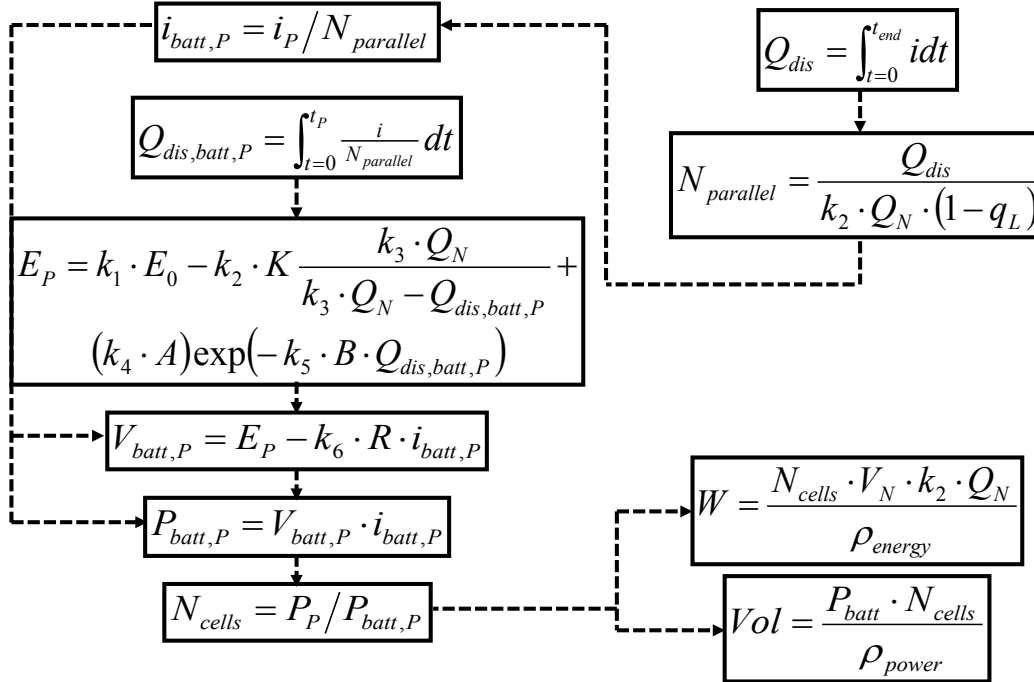 i_{batt,P} = i_P / N_{parallel}
Q_{dis} = \int_{t=0}^{t_{end}} idt
Q_{dis,batt,P} = \int_{t=0}^{t_P} \frac{i}{N_{parallel}} dt
N_{parallel} = \frac{Q_{dis}}{k_2 \cdot Q_N \cdot (1 - q_L)}
E_P = k_1 \cdot E_0 - k_2 \cdot K \frac{k_3 \cdot Q_N}{k_3 \cdot Q_N - Q_{dis,batt,P}} +
(k_4 \cdot A) \exp(-k_5 \cdot B \cdot Q_{dis,batt,P})
V_{batt,P} = E_P - k_6 \cdot R \cdot i_{batt,P}
P_{batt,P} = V_{batt,P} \cdot i_{batt,P}
N_{cells} = P_P / P_{batt,P}
W = \frac{N_{cells} \cdot V_N \cdot k_2 \cdot Q_N}{\rho_{energy}}
Vol = \frac{P_{batt} \cdot N_{cells}}{\rho_{power}}